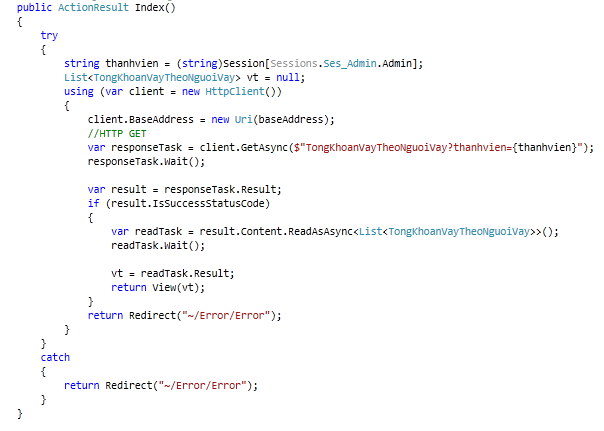 public ActionResult Index()
{
    try
    {
        string thanhvien = (string)Session[Sessions.Ses_Admin.Admin];
        List<TongKhoanVayTheoNguoiVay> vt = null;
        using (var client = new HttpClient())
        {
            client.BaseAddress = new Uri(baseAddress);
            //HTTP GET
            var responseTask = client.GetAsync($"TongKhoanVayTheoNguoiVay?thanhvien={thanhvien}");
            responseTask.Wait();

            var result = responseTask.Result;
            if (result.IsSuccessStatusCode)
            {
                var readTask = result.Content.ReadAsAsync<List<TongKhoanVayTheoNguoiVay>>();
                readTask.Wait();

                vt = readTask.Result;
                return View(vt);
            }
            return Redirect("~/Error/Error");
        }
    }
    catch
    {
        return Redirect("~/Error/Error");
    }
}